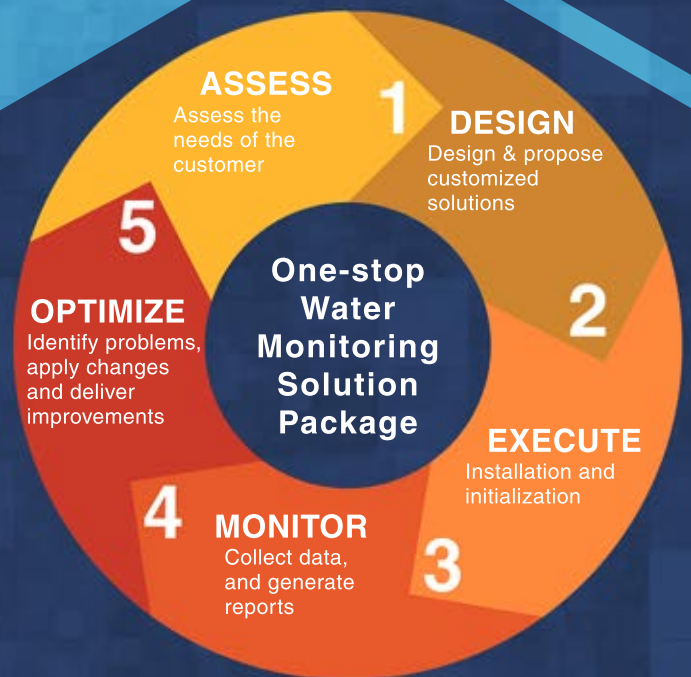 ASSESS
Assess the
needs of the
customer
1
DESIGN
Design & propose
customized
solutions
2
EXECUTE
Installation and
initialization
3
MONITOR
Collect data,
and generate
reports
4
OPTIMIZE
Identify problems,
apply changes
and deliver
improvements
5
One-stop
Water
Monitoring
Solution
Package